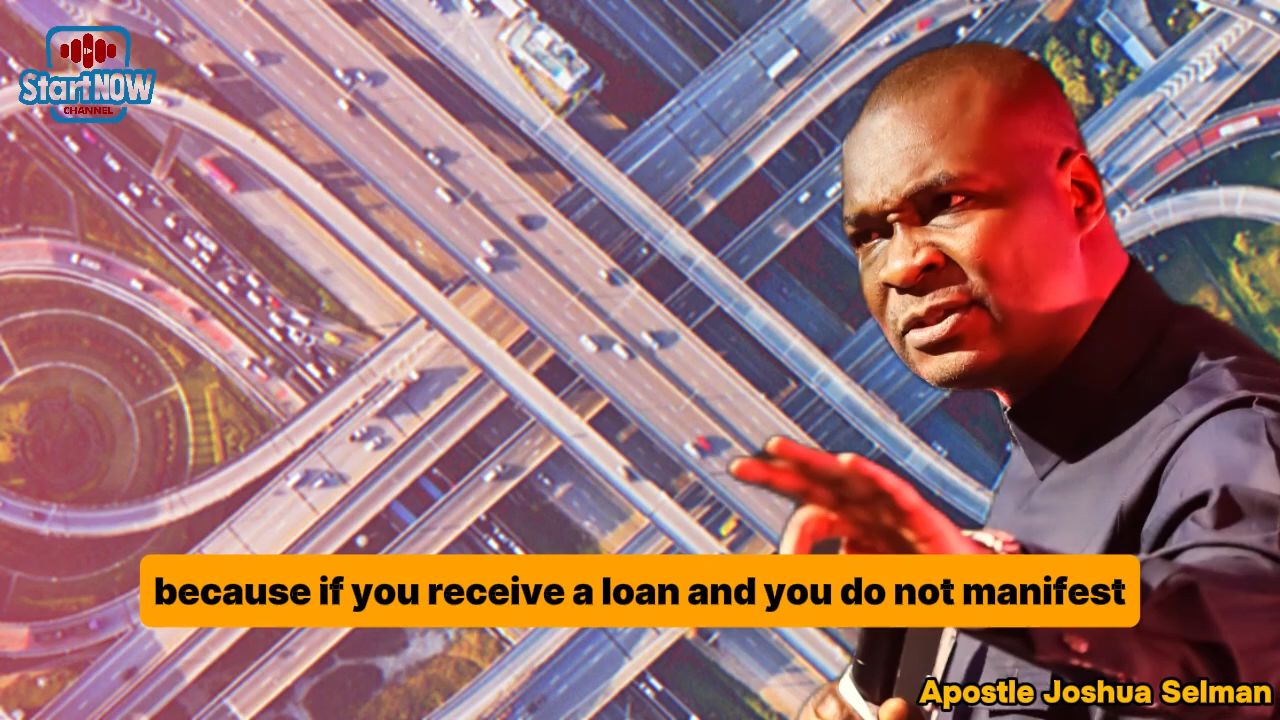 StartNOW
CHANNEL
because if you receive a loan and you do not manifest
Apostle Joshua Selman